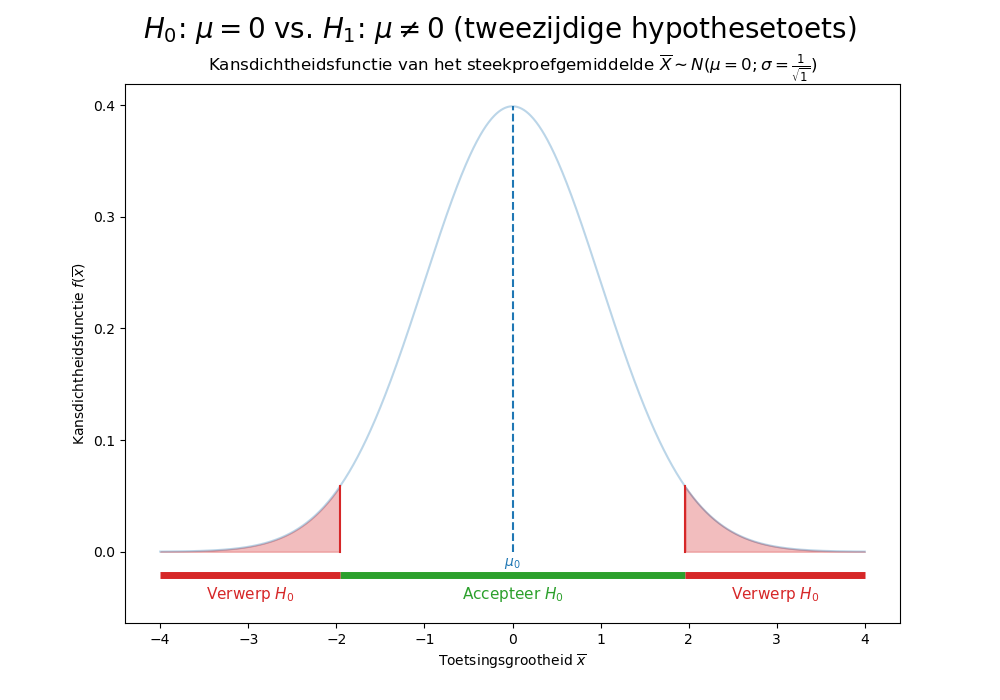 H₀: μ = 0 vs. H₁: μ ≠ 0 (tweezijdige hypothesetoets)
Kansdichtheidsfunctie van het steekproefgemiddelde X̅ ~ N(μ = 0; σ = 1/√1)
Kansdichtheidsfunctie f(x̅)
0.4
0.3
0.2
0.1
0.0
μ₀
Verwerp H₀
Accepteer H₀
Verwerp H₀
−4
−3
−2
−1
0
1
2
3
4
Toetsingsgrootheid x̅